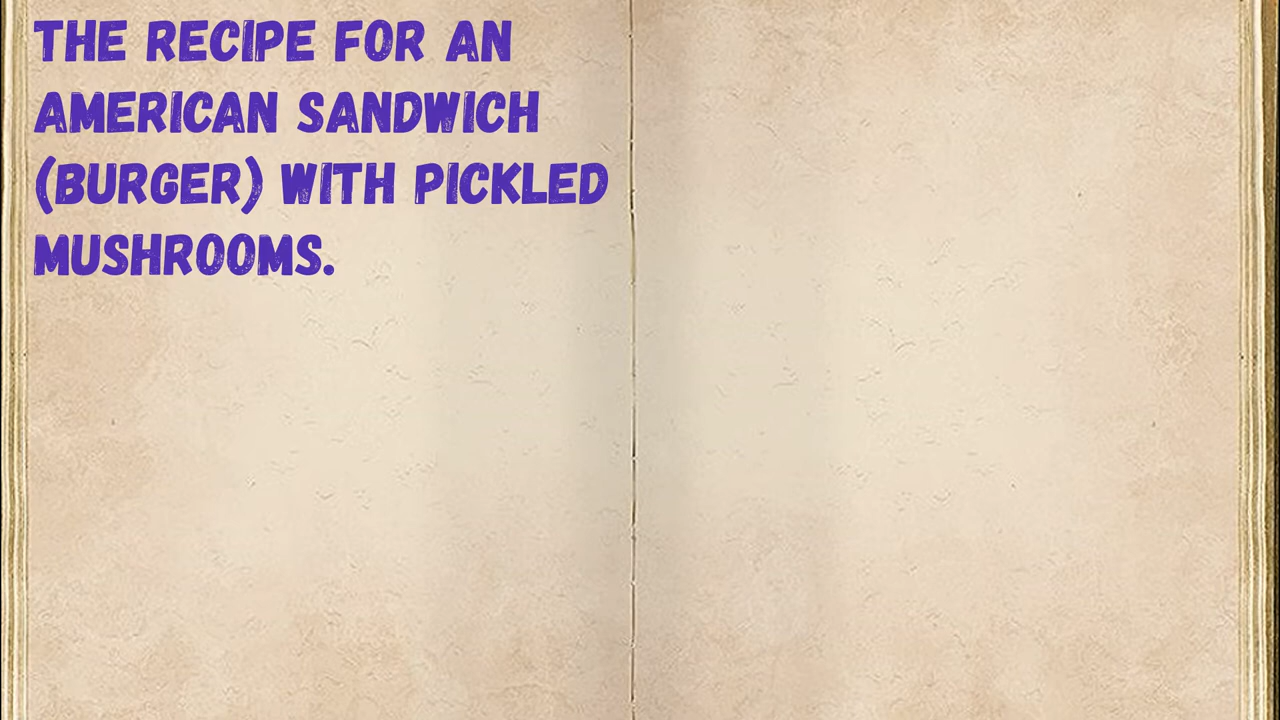 THE RECIPE FOR AN
AMERICAN SANDWICH
(BURGER) WITH PICKLED
MUSHROOMS.